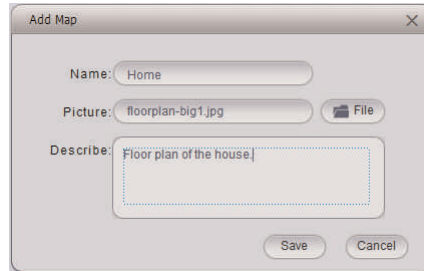 Add Map
Name: Home
Picture: floorplan-big1.jpg File
Describe: Floor plan of the house.
Save Cancel